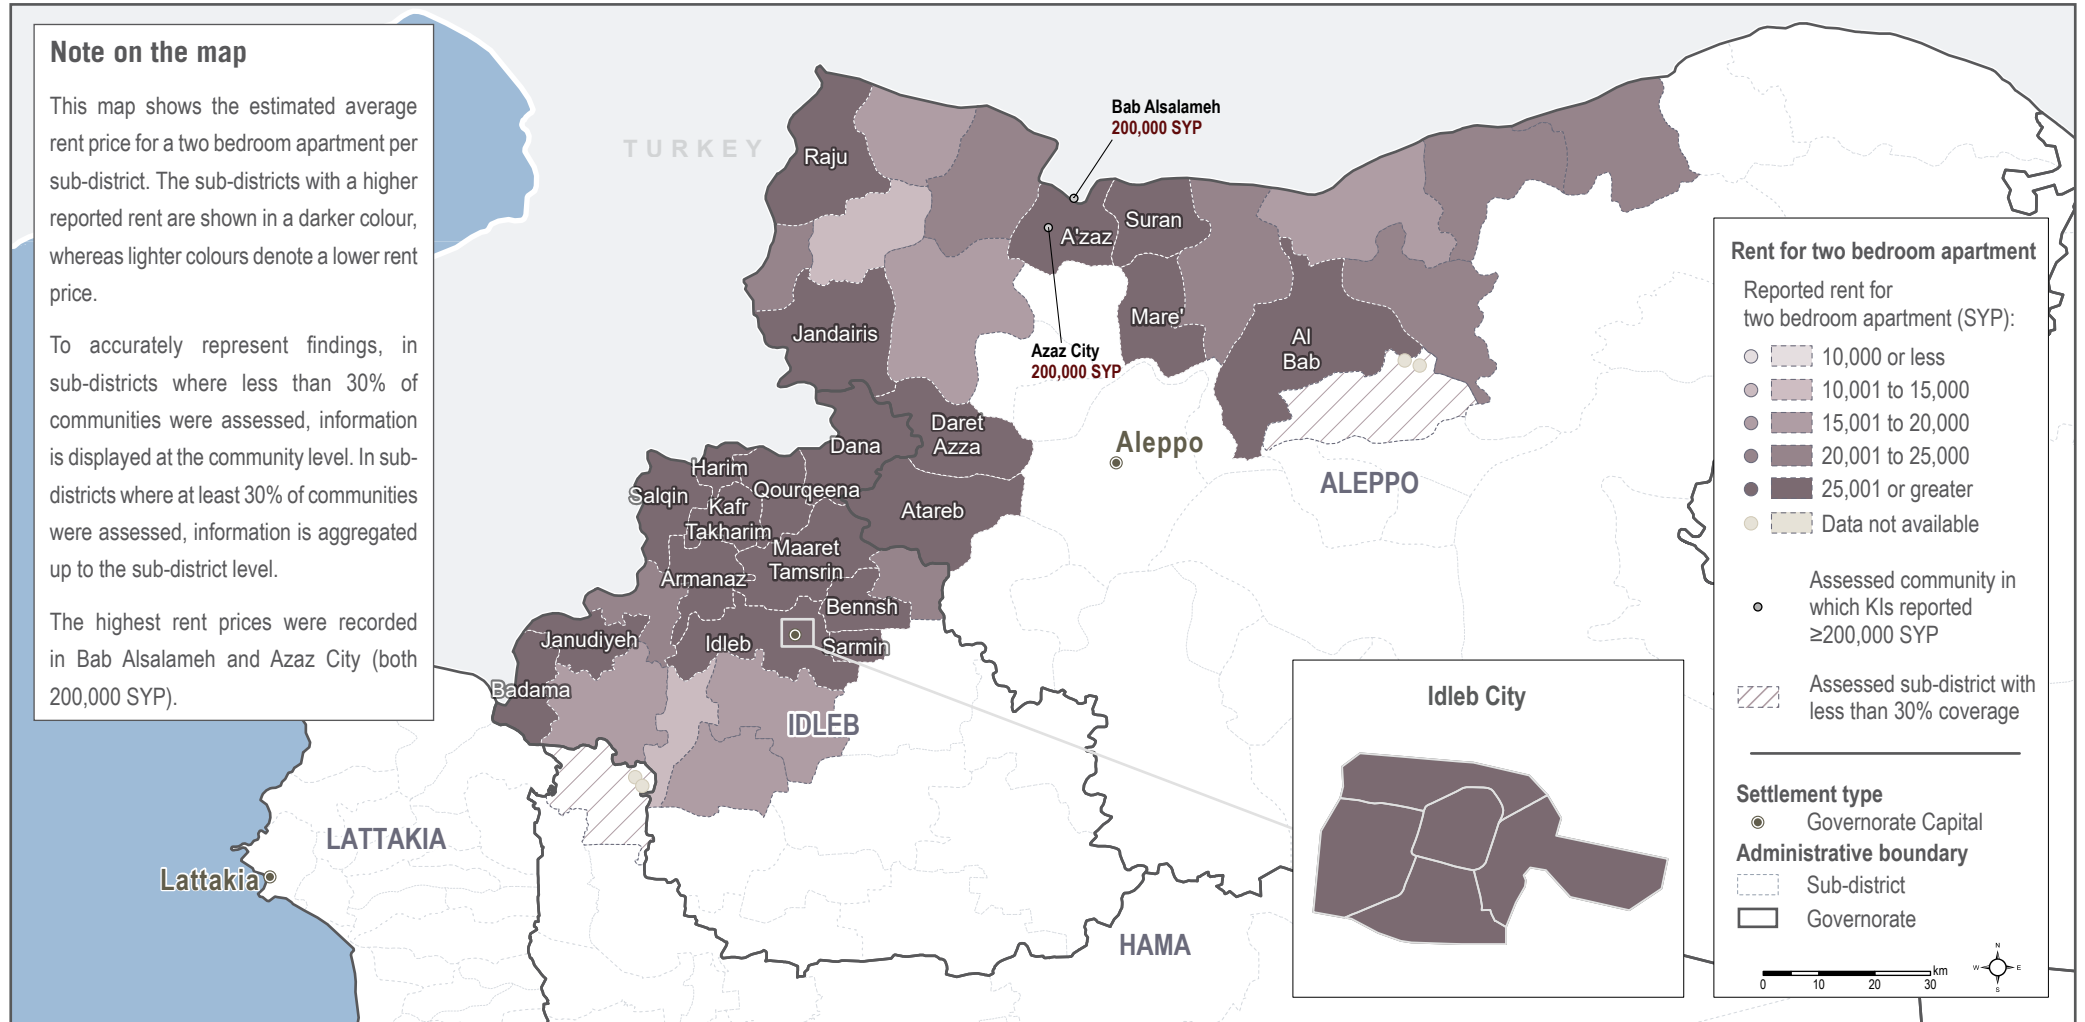 Note on the map
This map shows the estimated average
rent price for a two bedroom apartment per
sub-district. The sub-districts with a higher
reported rent are shown in a darker colour,
whereas lighter colours denote a lower rent
price.
To accurately represent findings, in
sub-districts where less than 30% of
communities were assessed, information
is displayed at the community level. In sub-
districts where at least 30% of communities
were assessed, information is aggregated
up to the sub-district level.
The highest rent prices were recorded
in Bab Alsalameh and Azaz City (both
200,000 SYP).
TURKEY
Bab Alsalameh
200,000 SYP
Raju
Suran
A'zaz
Mare'
Jandairis
Al
Bab
Azaz City
200,000 SYP
Daret
Azza
Dana
Aleppo
ALEPPO
Harim
Salqin
Qourqeena
Kafr
Takharim
Atareb
Maaret
Tamsrin
Armanaz
Bennsh
Janudiyeh
Idleb
Sarmin
Badama
IDLEB
LATTAKIA
Lattakia
HAMA
Idleb City
Rent for two bedroom apartment
Reported rent for
two bedroom apartment (SYP):
10,000 or less
10,001 to 15,000
15,001 to 20,000
20,001 to 25,000
25,001 or greater
Data not available
Assessed community in
which KIs reported
≥200,000 SYP
Assessed sub-district with
less than 30% coverage
Settlement type
Governorate Capital
Administrative boundary
Sub-district
Governorate
N
W E
S
km
0 10 20 30